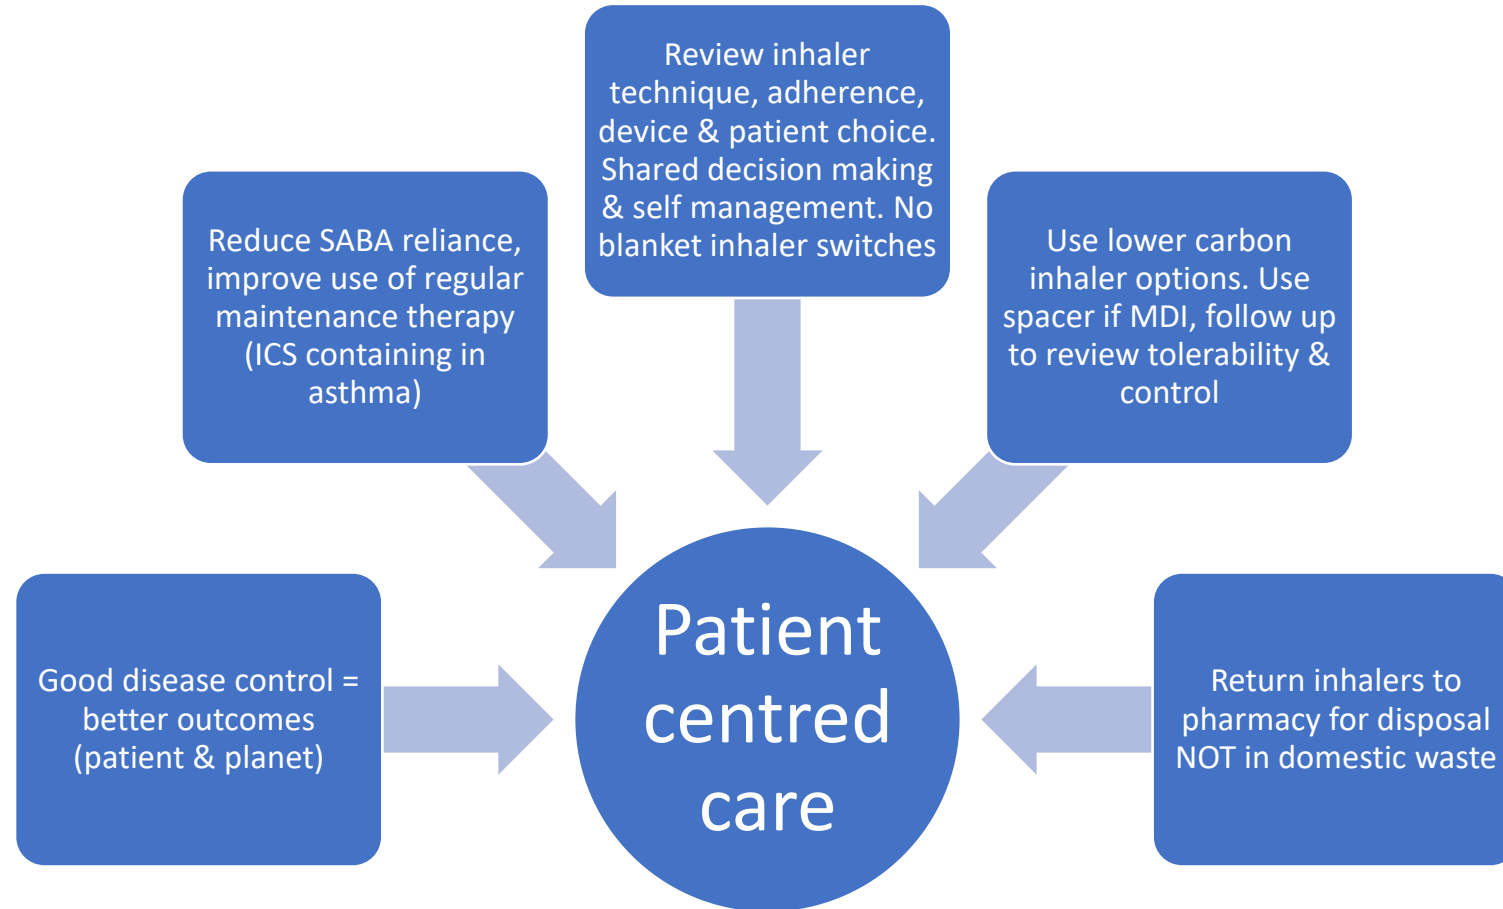 Good disease control =
better outcomes
(patient & planet)
Reduce SABA reliance,
improve use of regular
maintenance therapy
(ICS containing in
asthma)
Review inhaler
technique, adherence,
device & patient choice.
Shared decision making
& self management. No
blanket inhaler switches
Use lower carbon
inhaler options. Use
spacer if MDI, follow up
to review tolerability &
control
Return inhalers to
pharmacy for disposal
NOT in domestic waste
Patient
centred
care